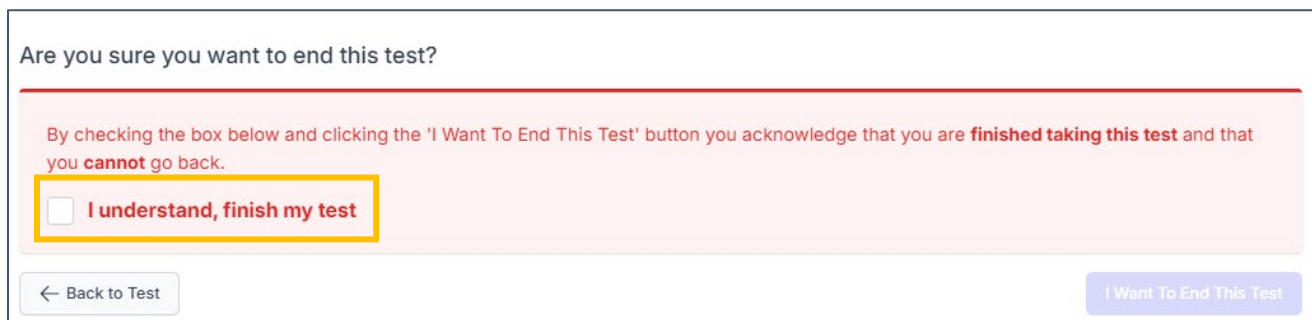 Are you sure you want to end this test?
By checking the box below and clicking the 'I Want To End This Test' button you acknowledge that you are finished taking this test and that
you cannot go back.
I understand, finish my test
← Back to Test
I Want To End This Test